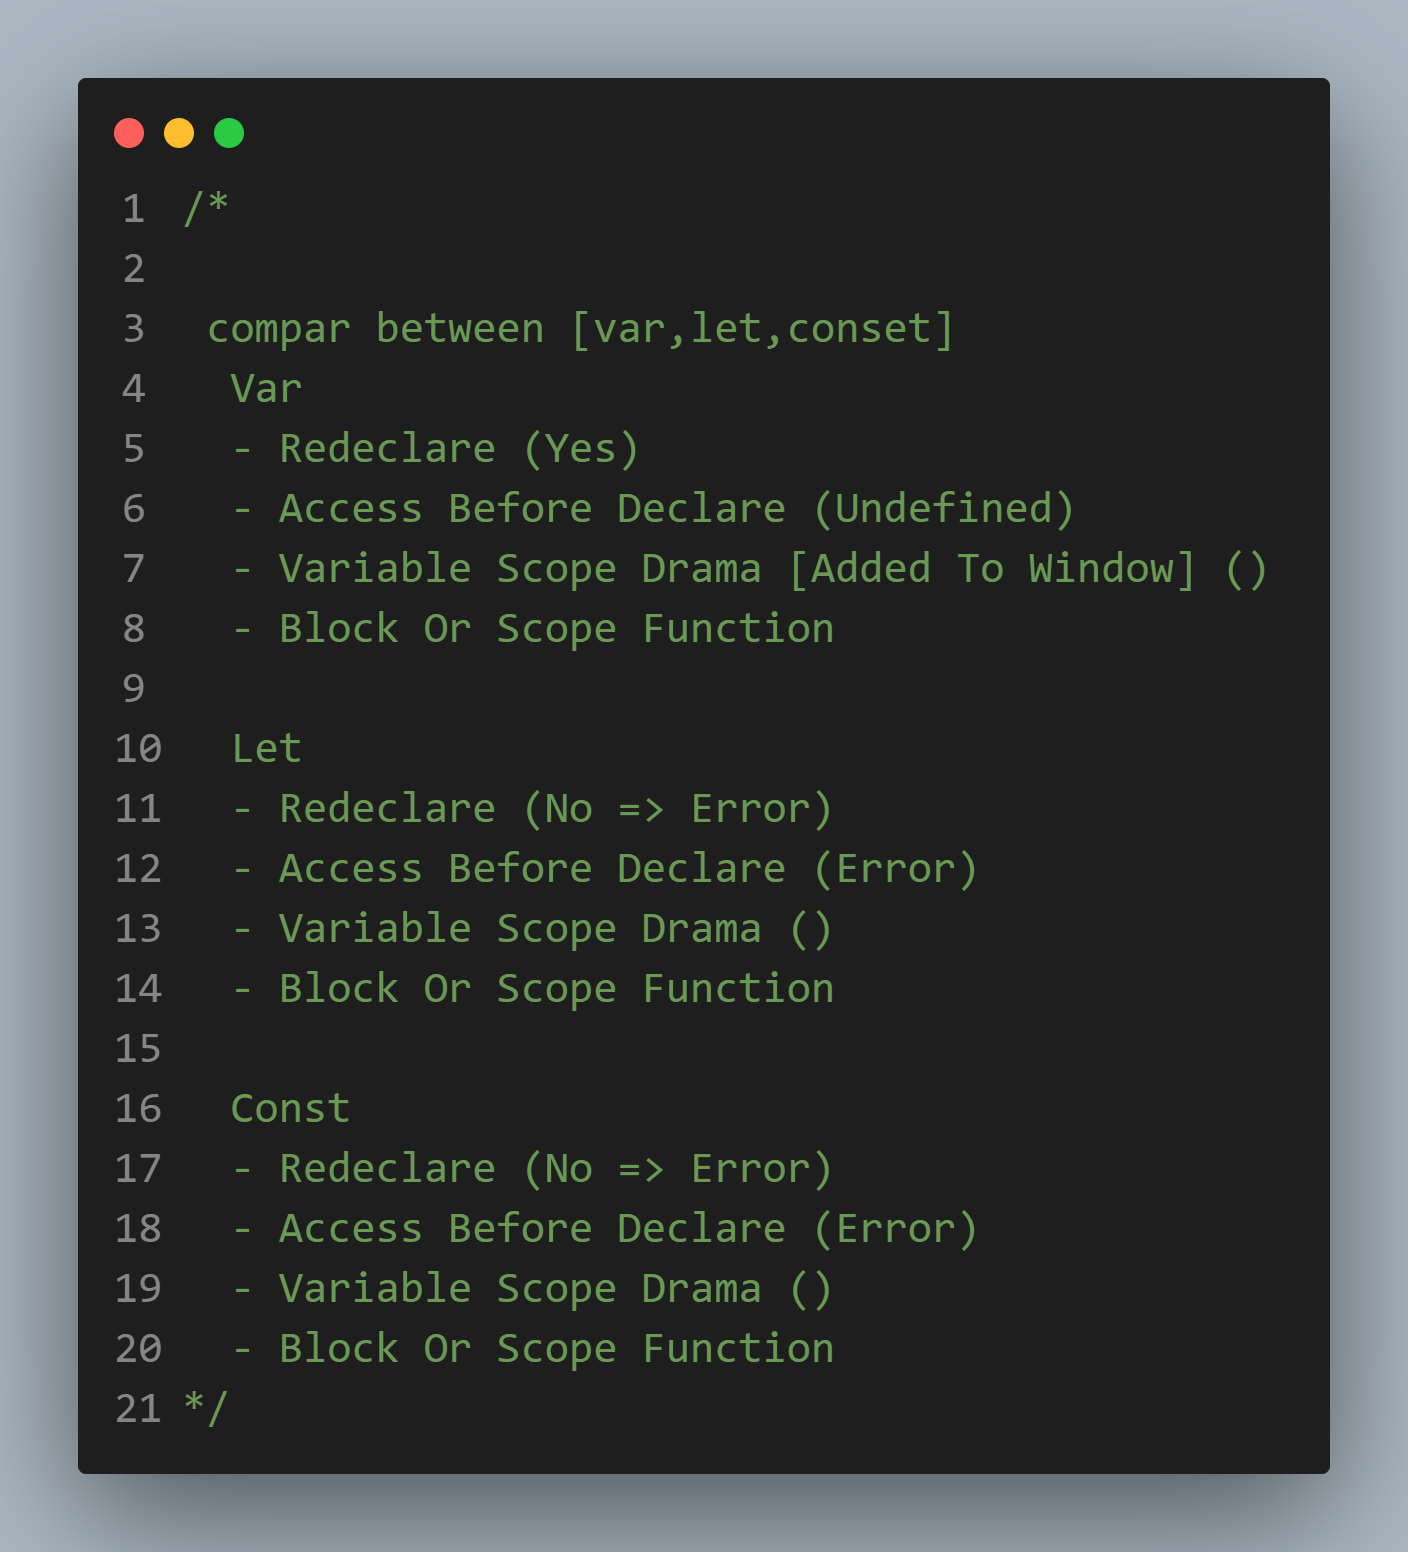 1 /*
2
3 compar between [var,let,conset]
4 Var
5 - Redeclare (Yes)
6 - Access Before Declare (Undefined)
7 - Variable Scope Drama [Added To Window] ()
8 - Block Or Scope Function
9
10 Let
11 - Redeclare (No => Error)
12 - Access Before Declare (Error)
13 - Variable Scope Drama ()
14 - Block Or Scope Function
15
16 Const
17 - Redeclare (No => Error)
18 - Access Before Declare (Error)
19 - Variable Scope Drama ()
20 - Block Or Scope Function
21 */